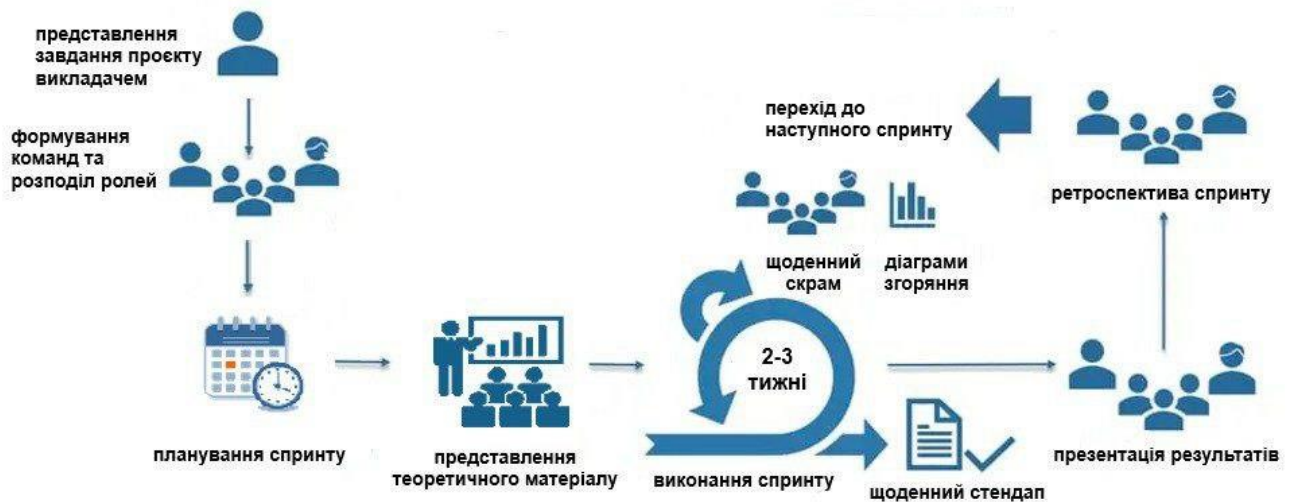 представлення
завдання проєкту
викладачем
формування
команд та
розподіл ролей
планування спринту
представлення
теоретичного матеріалу
2-3
тижні
виконання спринту
щоденний
скрам
діаграми
згоряння
щоденний стендап
презентація результатів
ретроспектива спринту
перехід до
наступного спринту